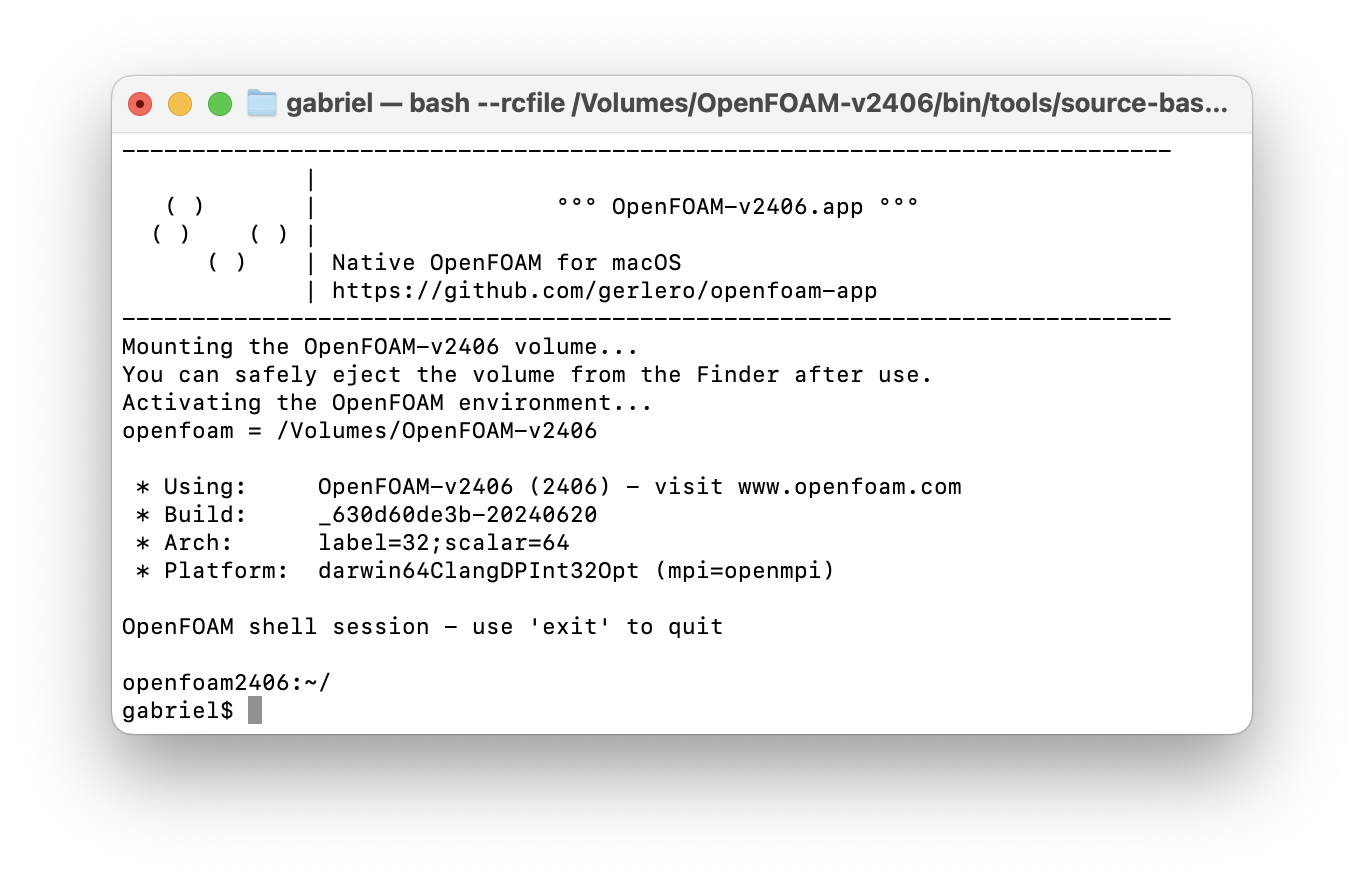 gabriel — bash --rcfile /Volumes/OpenFOAM-v2406/bin/tools/source-bas...
---------------------------------------------------------------------------
             |
   ( )       |                 °°° OpenFOAM-v2406.app °°°
  ( )    ( ) |
      ( )    | Native OpenFOAM for macOS
             | https://github.com/gerlero/openfoam-app
---------------------------------------------------------------------------
Mounting the OpenFOAM-v2406 volume...
You can safely eject the volume from the Finder after use.
Activating the OpenFOAM environment...
openfoam = /Volumes/OpenFOAM-v2406
 * Using:     OpenFOAM-v2406 (2406) - visit www.openfoam.com
 * Build:     _630d60de3b-20240620
 * Arch:      label=32;scalar=64
 * Platform:  darwin64ClangDPInt32Opt (mpi=openmpi)
OpenFOAM shell session - use 'exit' to quit
openfoam2406:~/
gabriel$